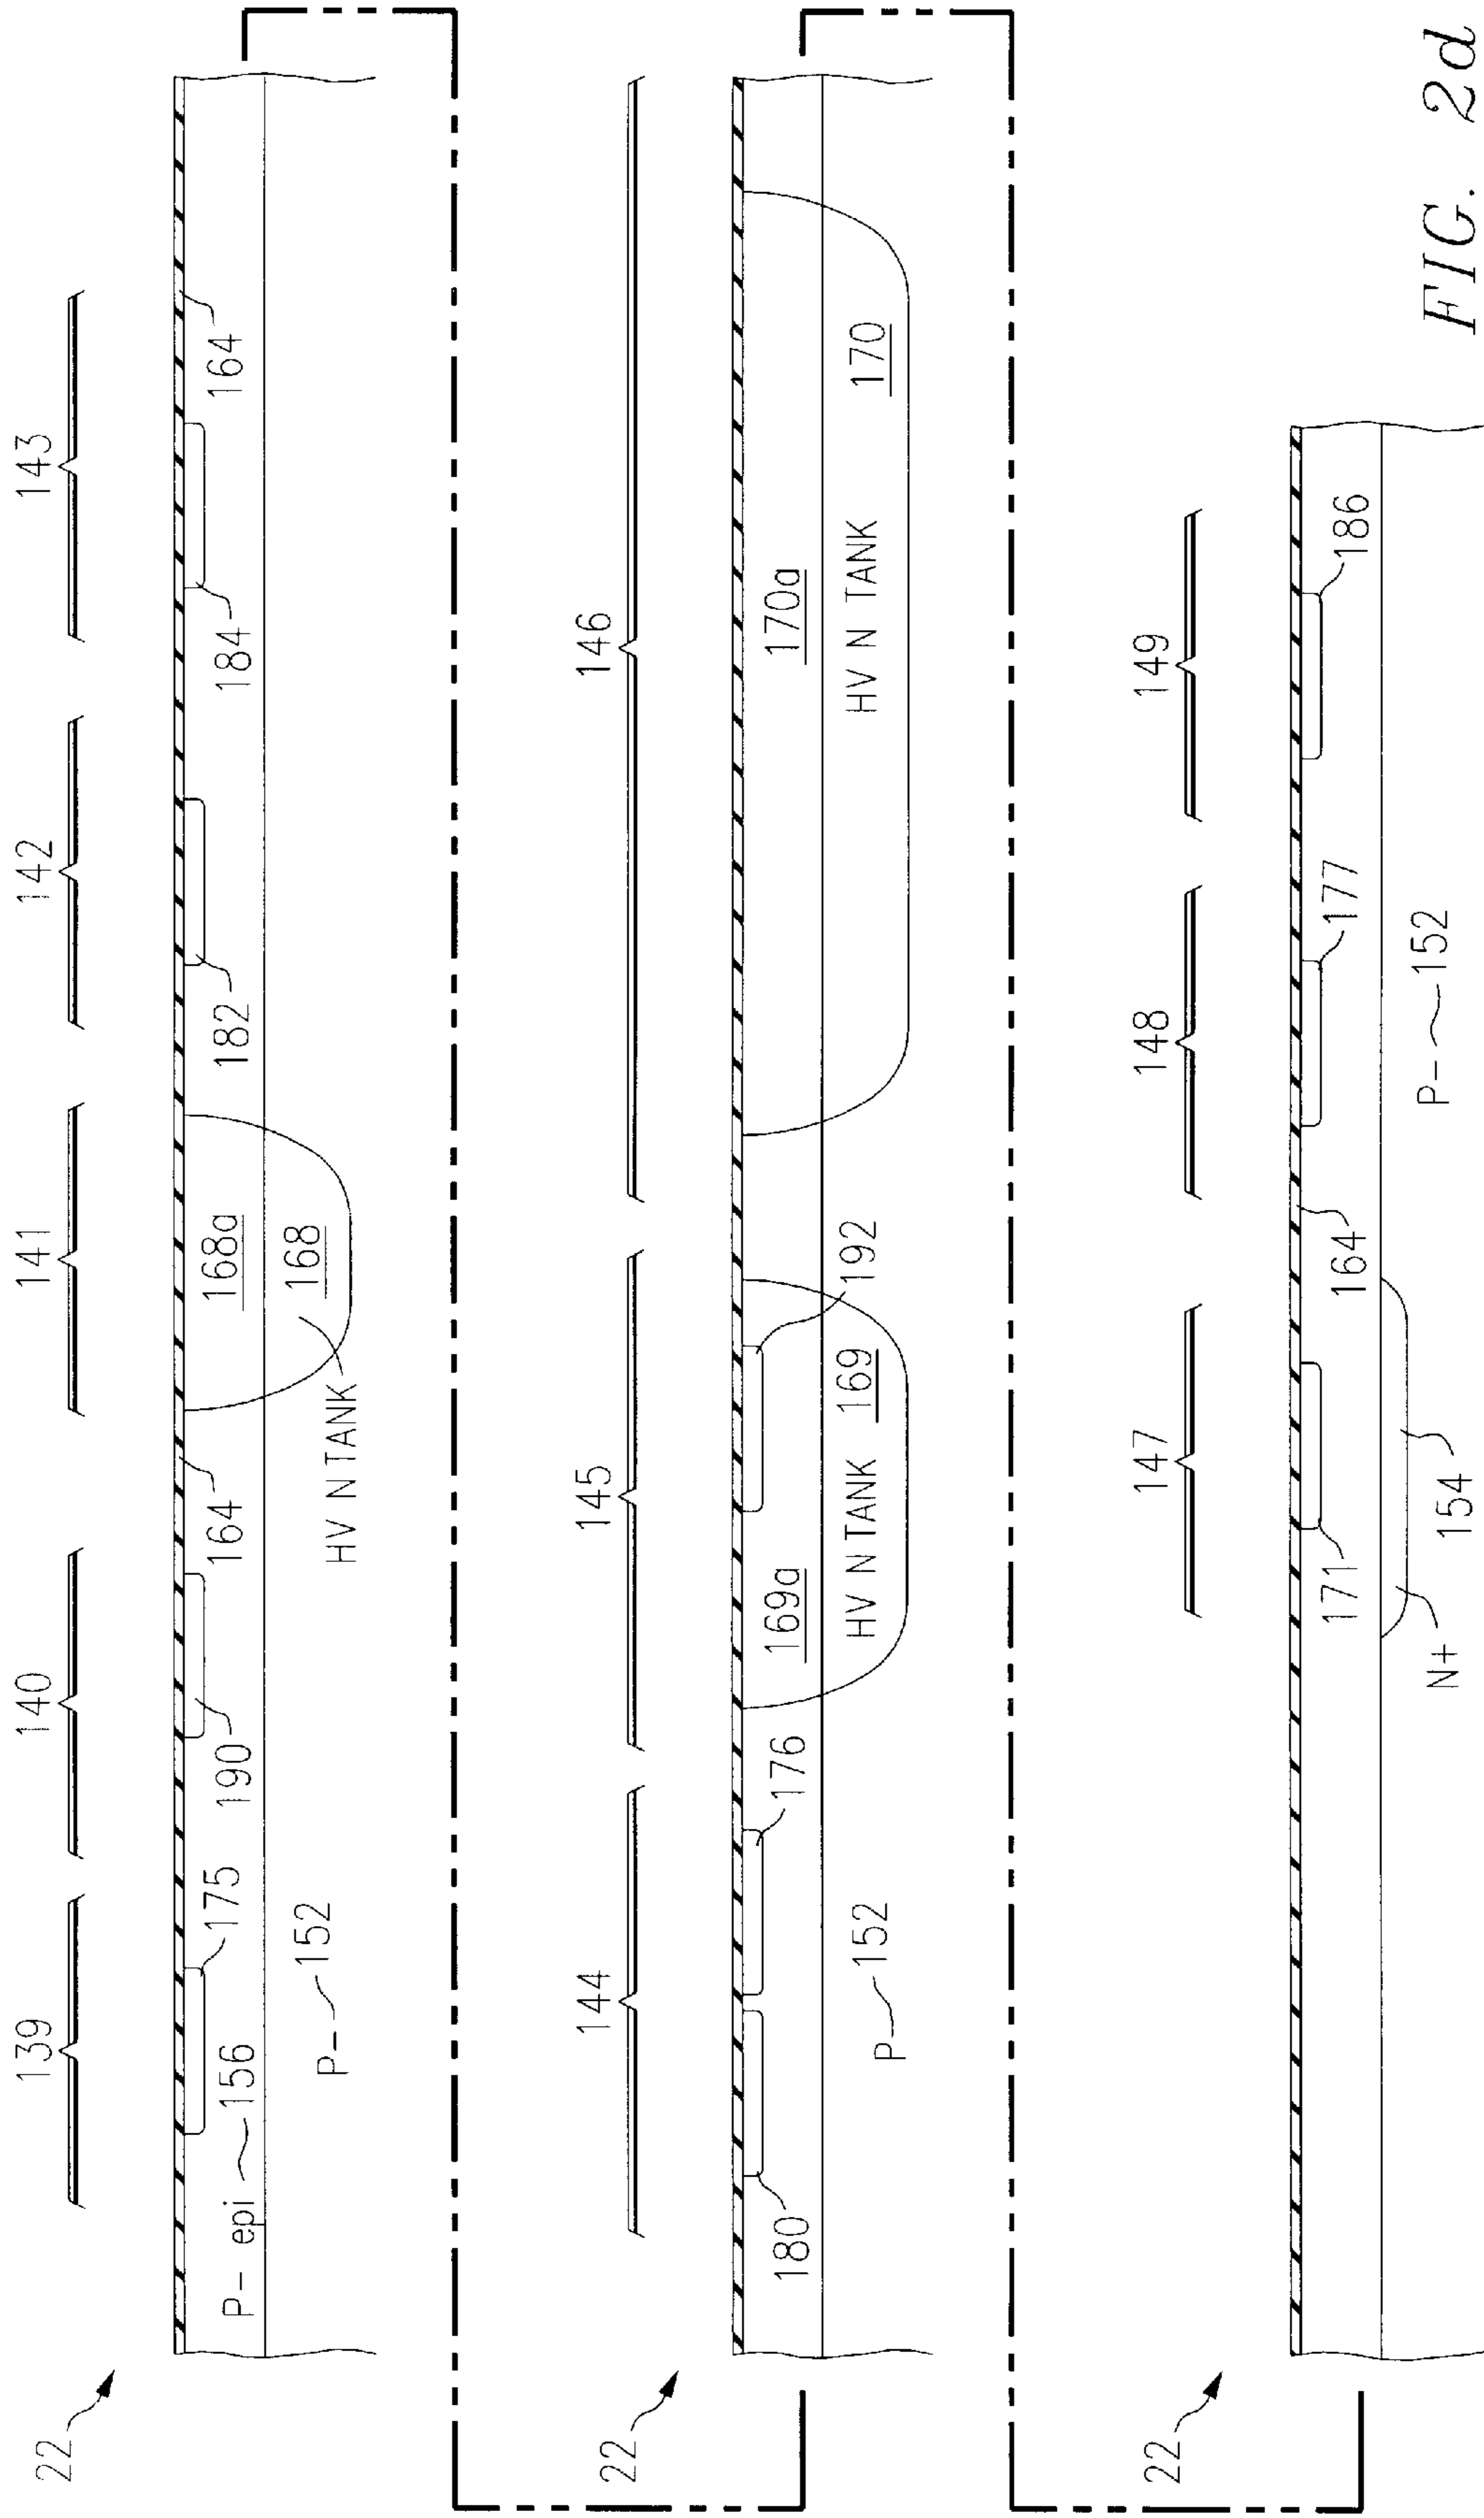 22
139 140 141 142 143
P- epi 156 175 190 164 168a 182 184 164
168
P- 152 HV N TANK
22
144 145 146
180 176 169a 192 170a
P- 152 HV N TANK 169 HV N TANK 170
22
147 148 149
171 164 177 186
N+ 154 P- 152
FIG. 2d